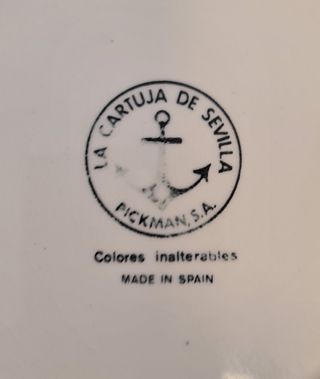 LA CARTUJA DE SEVILLA
PICKMAN, S.A.
Colores inalterables
MADE IN SPAIN